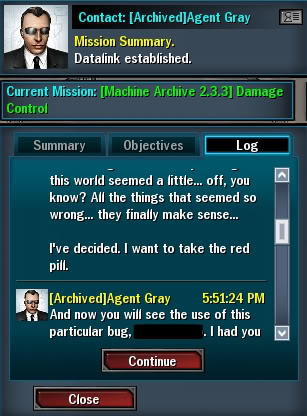 Contact: [Archived]Agent Gray
Mission Summary.
Datalink established.
Current Mission: [Machine Archive 2.3.3] Damage
Control
Summary
Objectives
Log
this world seemed a little... off, you
know? All the things that seemed so
wrong... they finally make sense...
I've decided. I want to take the red
pill.
[Archived]Agent Gray 5:51:24 PM
And now you will see the use of this
particular bug, . I had you
Continue
Close